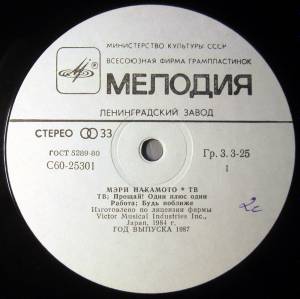 МИНИСТЕРСТВО КУЛЬТУРЫ СССР
ВСЕСОЮЗНАЯ ФИРМА ГРАМПЛАСТИНОК
МЕЛОДИЯ
ЛЕНИНГРАДСКИЙ ЗАВОД
СТЕРЕО 33
ГОСТ 5289-80
Гр. 3. 3-25
С60-25301
1
МЭРИ НАКАМОТО * ТВ
ТВ; Прощай! Один плюс один
Работа; Будь поближе
Изготовлено по лицензии фирмы
Victor Musical Industries Inc.,
Japan, 1984 г.
ГОД ВЫПУСКА 1987